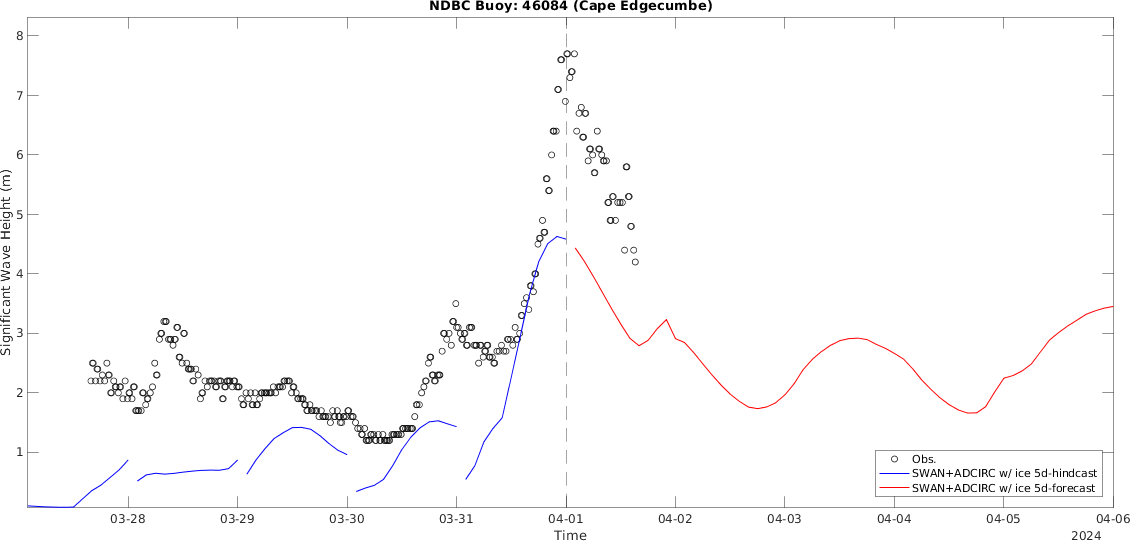 NDBC Buoy: 46084 (Cape Edgecumbe)
Significant Wave Height (m)
8
7
6
5
4
3
2
1
Obs.
SWAN+ADCIRC w/ ice 5d-hindcast
SWAN+ADCIRC w/ ice 5d-forecast
03-28 03-29 03-30 03-31 04-01 04-02 04-03 04-04 04-05 04-06
Time
2024